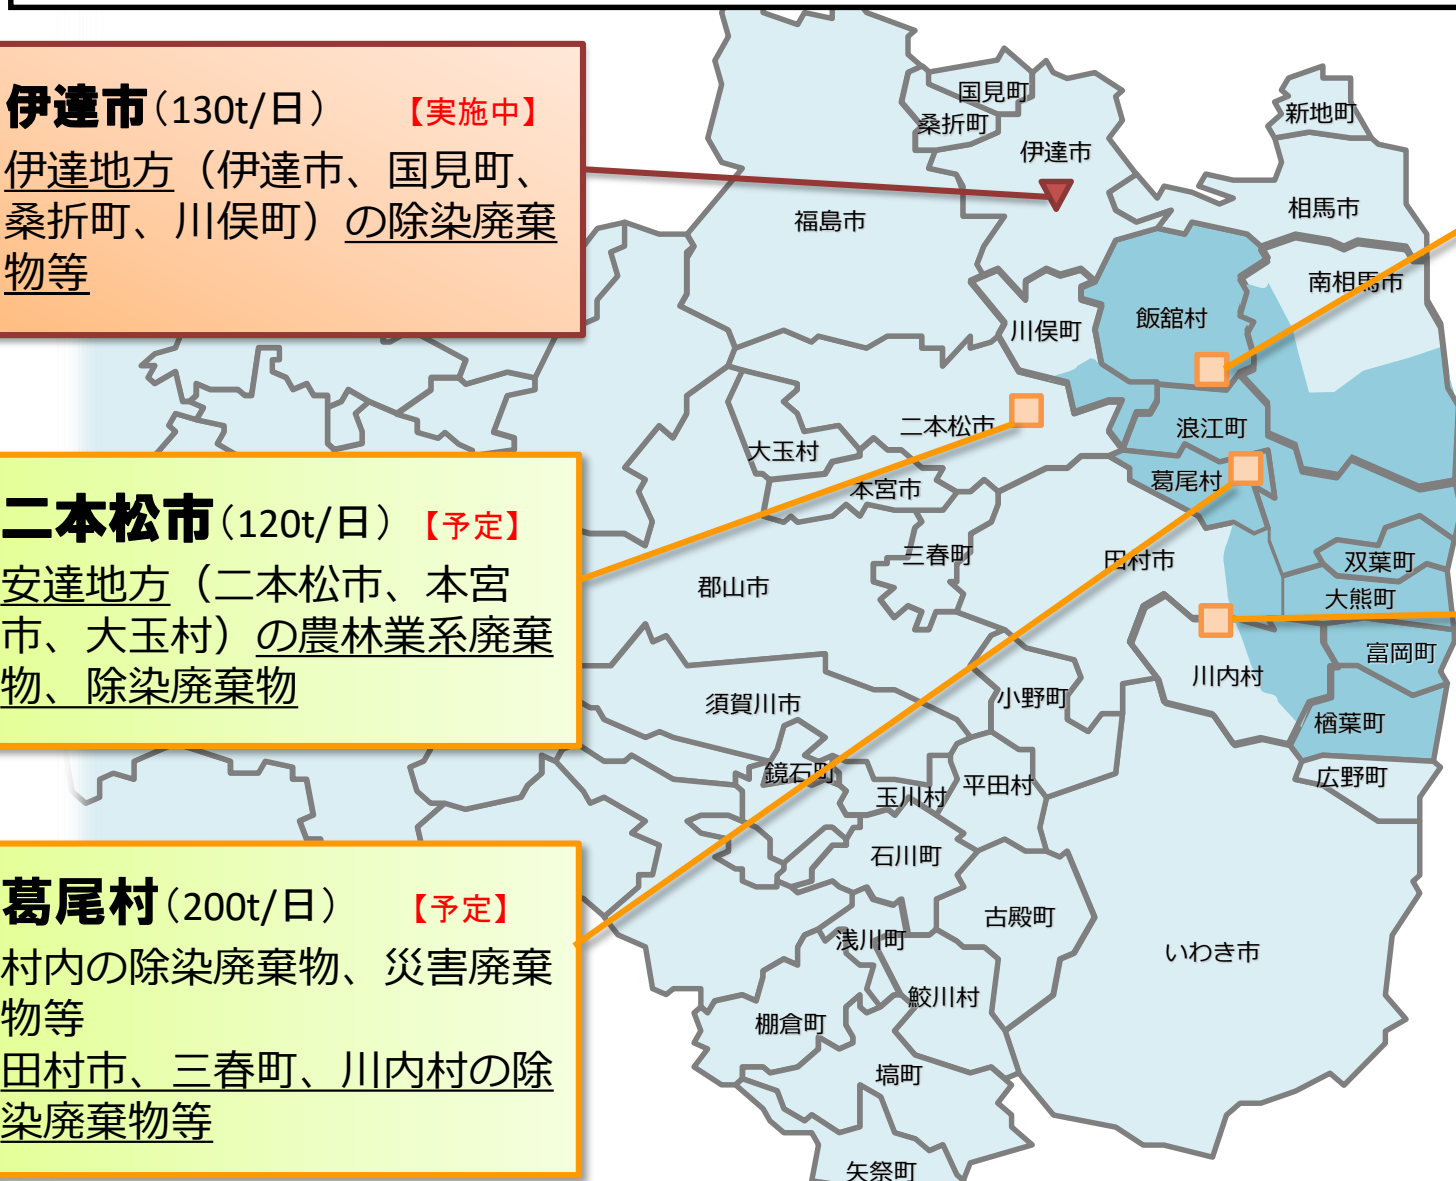 伊達市(130t/日) 【実施中】
伊達地方(伊達市、国見町、
桑折町、川俣町)の除染廃棄
物等
二本松市(120t/日)【予定】
安達地方(二本松市、本宮
市、大玉村)の農林業系廃棄
物、除染廃棄物
葛尾村(200t/日) 【予定】
村内の除染廃棄物、災害廃棄
物等
田村市、三春町、川内村の除
染廃棄物等
国見町
桑折町
新地町
伊達市
相馬市
福島市
南相馬市
飯舘村
川俣町
二本松市
浪江町
大玉村
葛尾村
本宮市
三春町
田村市
双葉町
郡山市
大熊町
富岡町
川内村
小野町
須賀川市
楢葉町
鏡石町
広野町
玉川村
平田村
石川町
古殿町
浅川町
いわき市
鮫川村
棚倉町
塙町
矢祭町